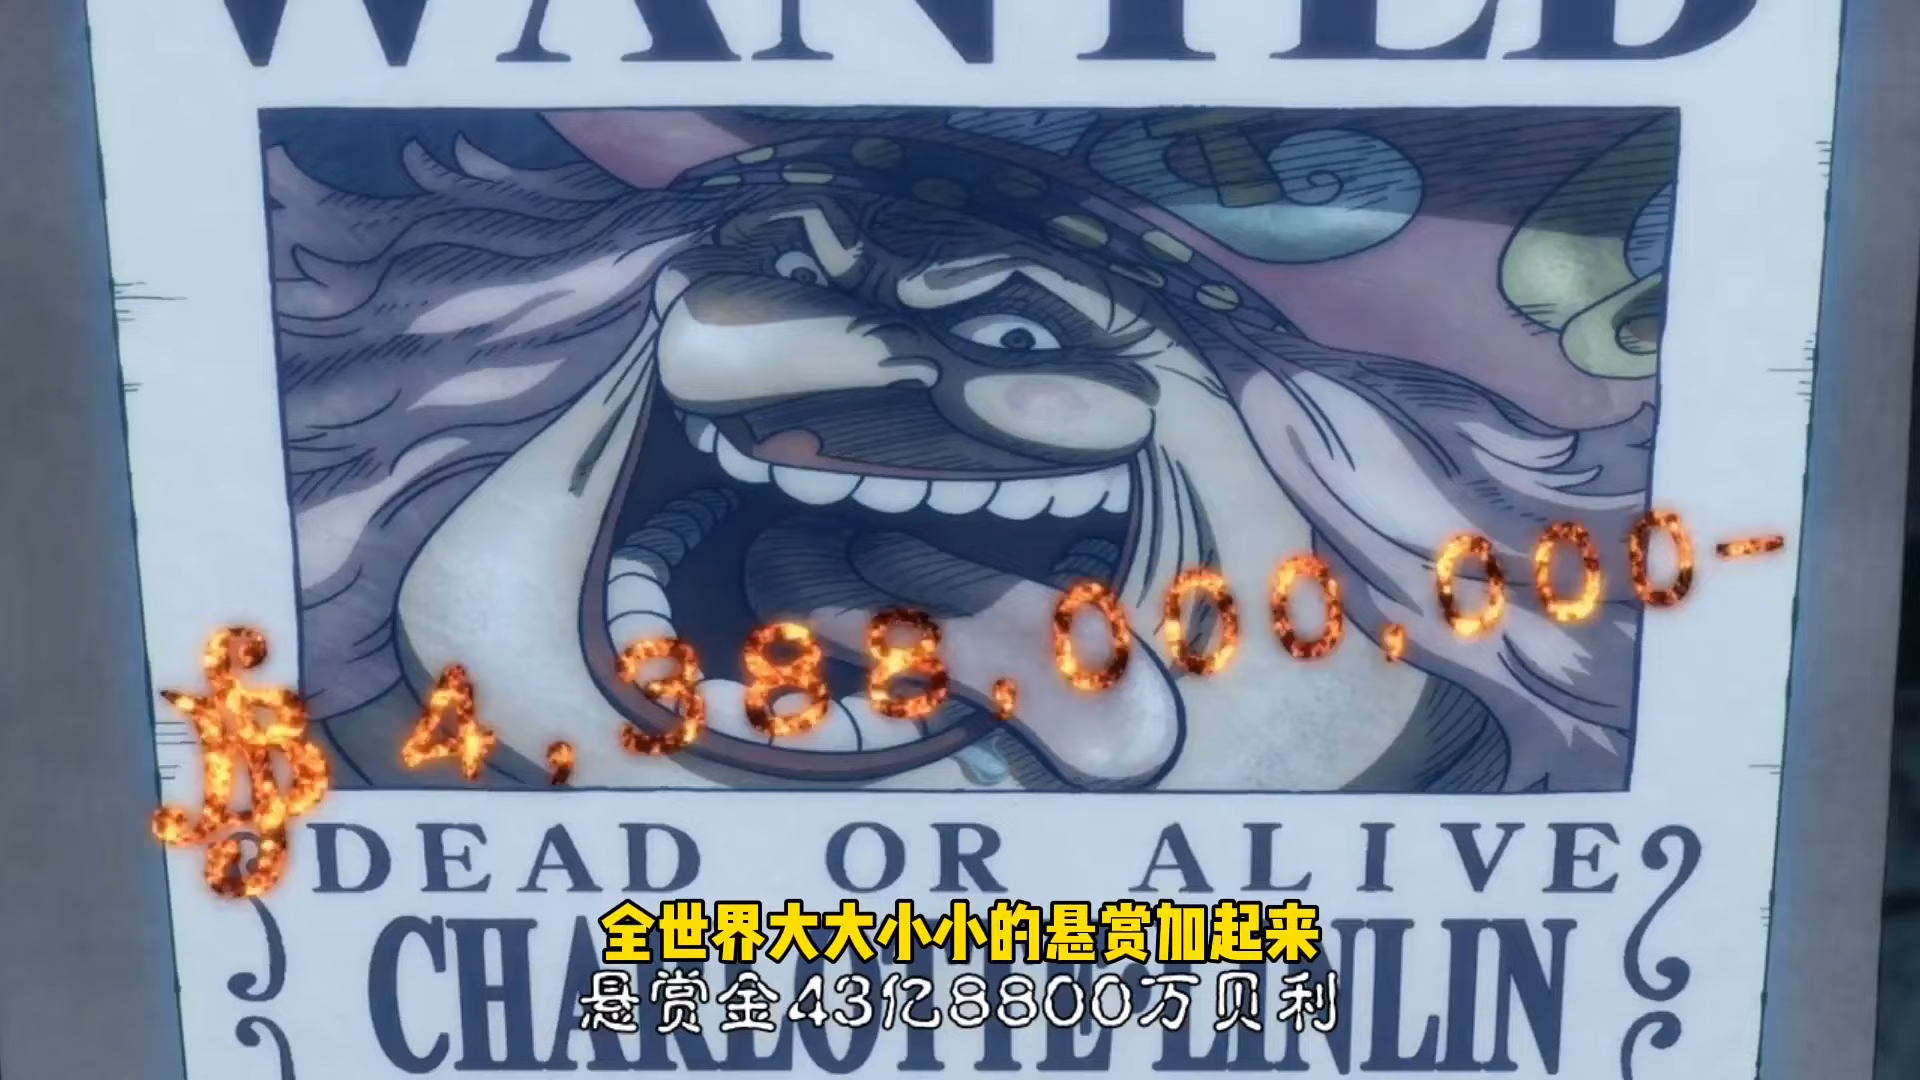 WANTED
฿4,388,000,000-
DEAD OR ALIVE
全世界大大小小的悬赏加起来
CHARLOTTE·LINLIN
悬赏金43亿8800万贝利